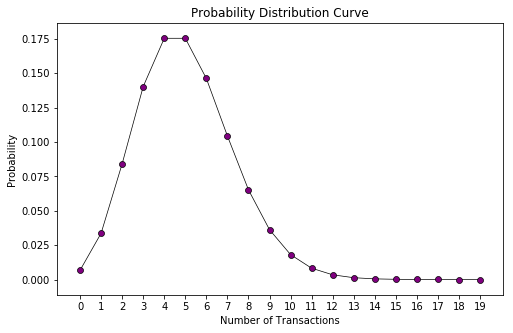 Probability Distribution Curve
0.175
0.150
0.125
0.100
0.075
0.050
0.025
0.000
Probability
0 1 2 3 4 5 6 7 8 9 10 11 12 13 14 15 16 17 18 19
Number of Transactions